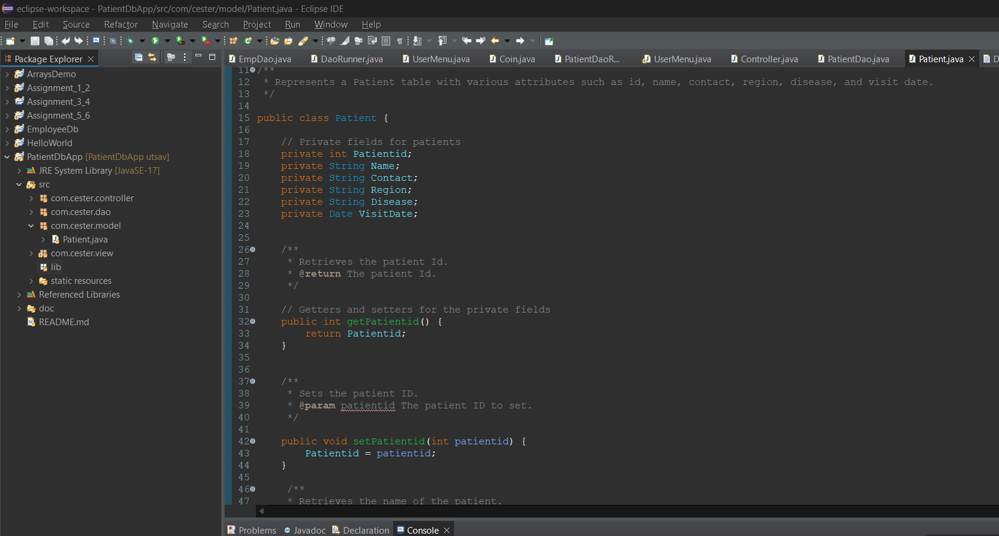 eclipse-workspace - PatientDbApp/src/com/cester/model/Patient.java - Eclipse IDE
File Edit Source Refactor Navigate Search Project Run Window Help
Package Explorer
ArraysDemo
Assignment_1_2
Assignment_3_4
Assignment_5_6
EmployeeDb
HelloWorld
PatientDbApp [PatientDbApp utsav]
JRE System Library [JavaSE-17]
src
com.cester.controller
com.cester.dao
com.cester.model
Patient.java
com.cester.view
lib
static resources
Referenced Libraries
doc
README.md
EmpDao.java DaoRunner.java UserMenu.java Coin.java PatientDaoR... UserMenu.java Controller.java PatientDao.java Patient.java D
11 /**
12 * Represents a Patient table with various attributes such as id, name, contact, region, disease, and visit date.
13 */
14
15 public class Patient {
16
17 // Private fields for patients
18 private int Patientid;
19 private String Name;
20 private String Contact;
21 private String Region;
22 private String Disease;
23 private Date VisitDate;
24
25
26 /**
27 * Retrieves the patient Id.
28 * @return The patient Id.
29 */
30
31 // Getters and setters for the private fields
32 public int getPatientid() {
33 return Patientid;
34 }
35
36
37 /**
38 * Sets the patient ID.
39 * @param patientid The patient ID to set.
40 */
41
42 public void setPatientid(int patientid) {
43 Patientid = patientid;
44 }
45
46 /**
47 * Retrieves the name of the patient.
Problems Javadoc Declaration Console